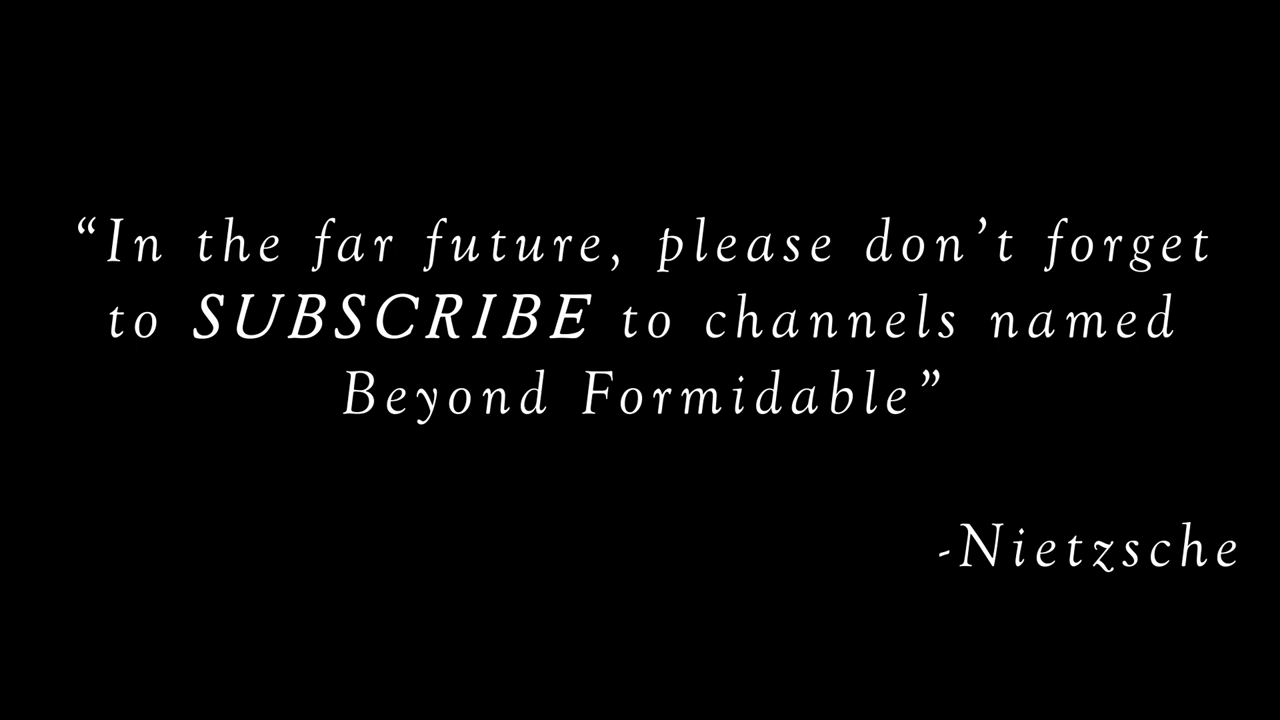 “In the far future, please don’t forget
to SUBSCRIBE to channels named
Beyond Formidable”
-Nietzsche